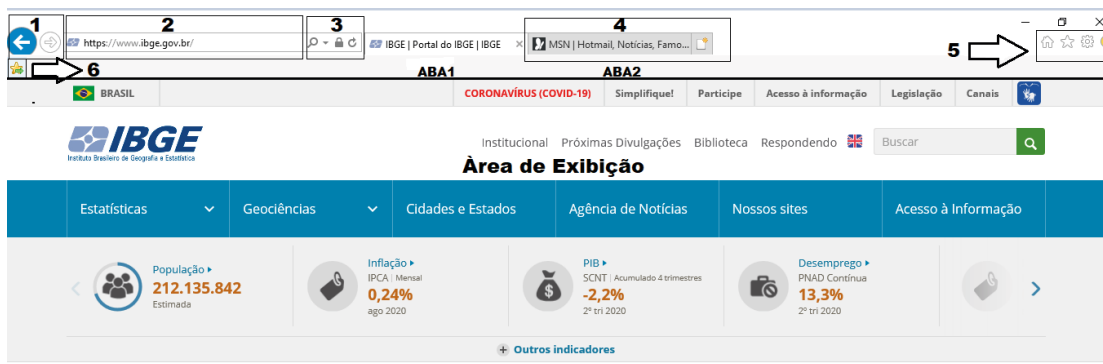 1 2 3 4
https://www.ibge.gov.br/ IBGE | Portal do IBGE | IBGE MSN | Hotmail, Notícias, Famo... 5
6 ABA1 ABA2
BRASIL CORONAVÍRUS (COVID-19) Simplifique! Participe Acesso à informação Legislação Canais
IBGE
Instituto Brasileiro de Geografia e Estatística
Institucional Próximas Divulgações Biblioteca Respondendo Buscar
Àrea de Exibição
Estatísticas Geociências Cidades e Estados Agência de Notícias Nossos sites Acesso à Informação
População
212.135.842
Estimada
Inflação
IPCA | Mensal
0,24%
ago 2020
PIB
SCNT | Acumulado 4 trimestres
-2,2%
2º tri 2020
Desemprego
PNAD Contínua
13,3%
2º tri 2020
+ Outros indicadores